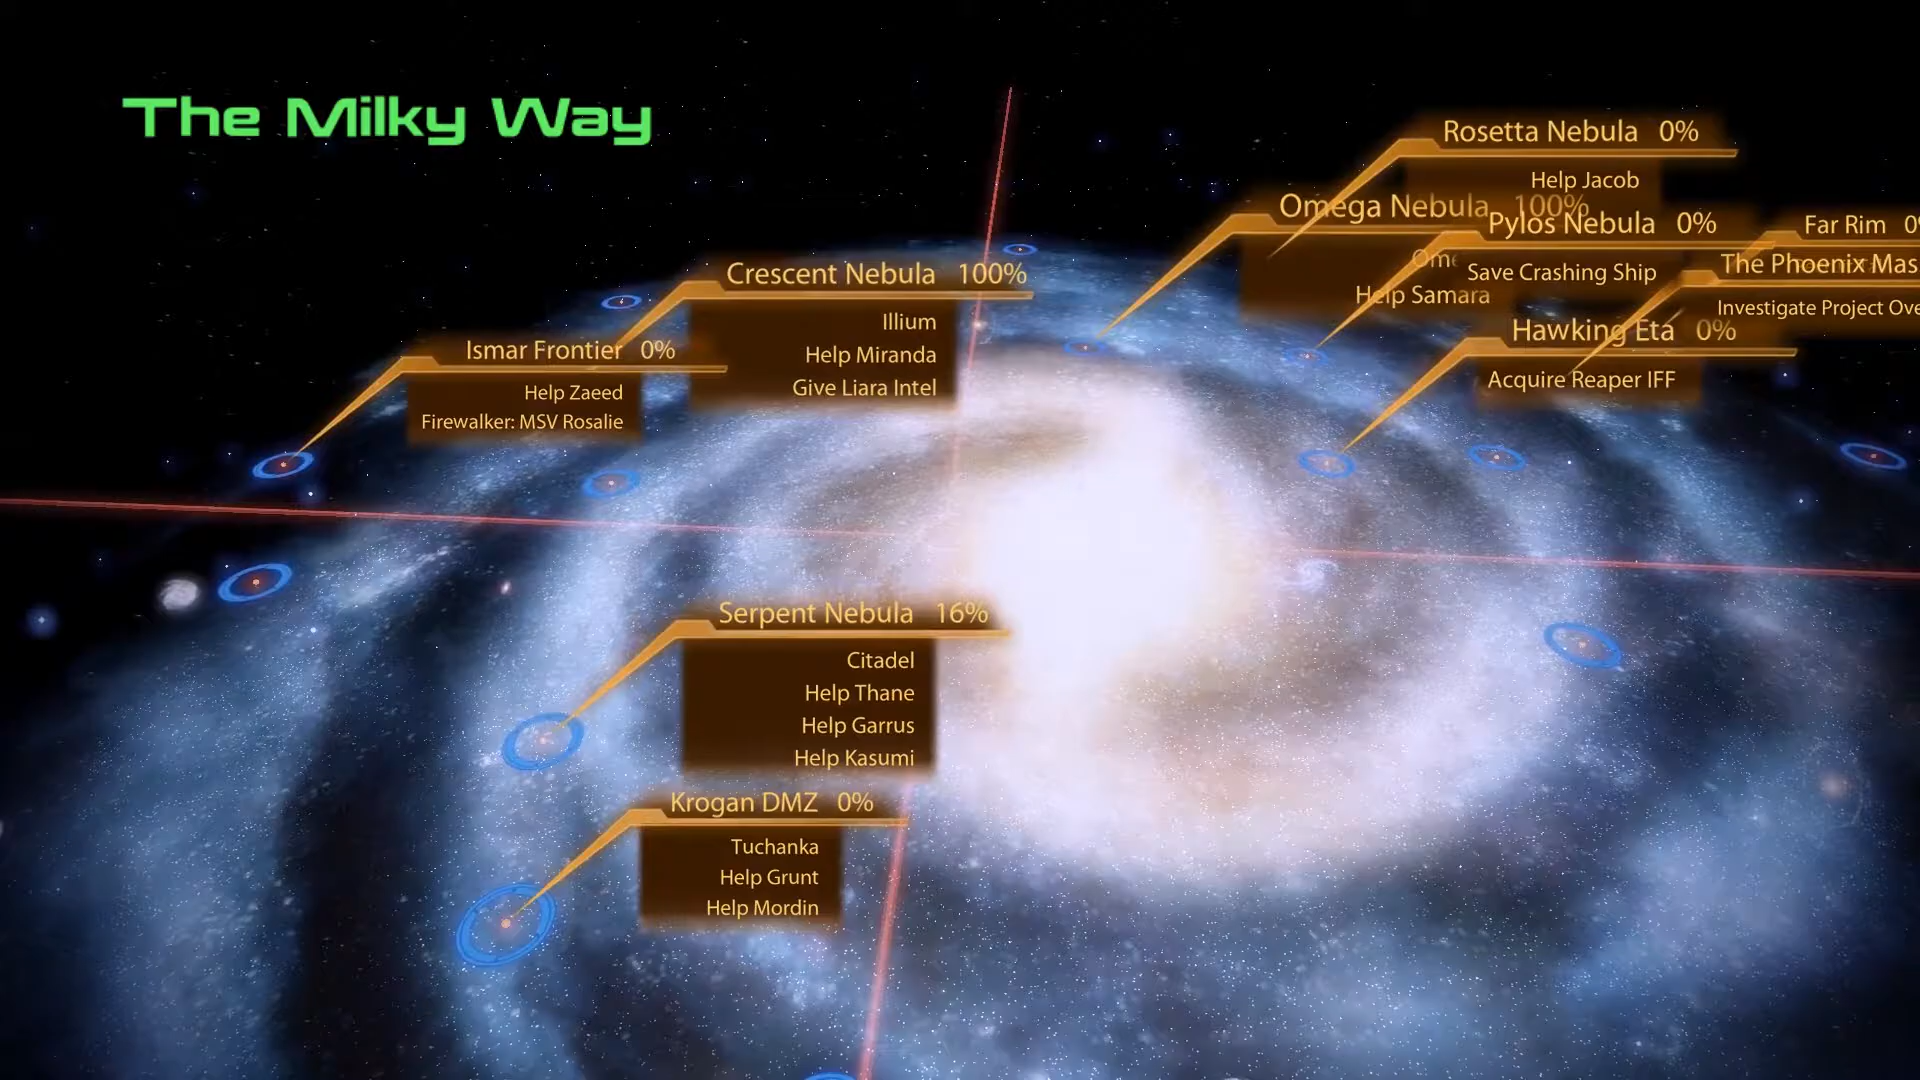 The Milky Way
Rosetta Nebula 0%
Help Jacob
Omega Nebula 100%
Help Samara
Pylos Nebula 0%
Save Crashing Ship
Far Rim
The Phoenix
Investigate Project
Hawking Eta 0%
Acquire Reaper IFF
Crescent Nebula 100%
Illium
Help Miranda
Give Liara Intel
Ismar Frontier 0%
Help Zaeed
Firewalker: MSV Rosalie
Serpent Nebula 16%
Citadel
Help Thane
Help Garrus
Help Kasumi
Krogan DMZ 0%
Tuchanka
Help Grunt
Help Mordin